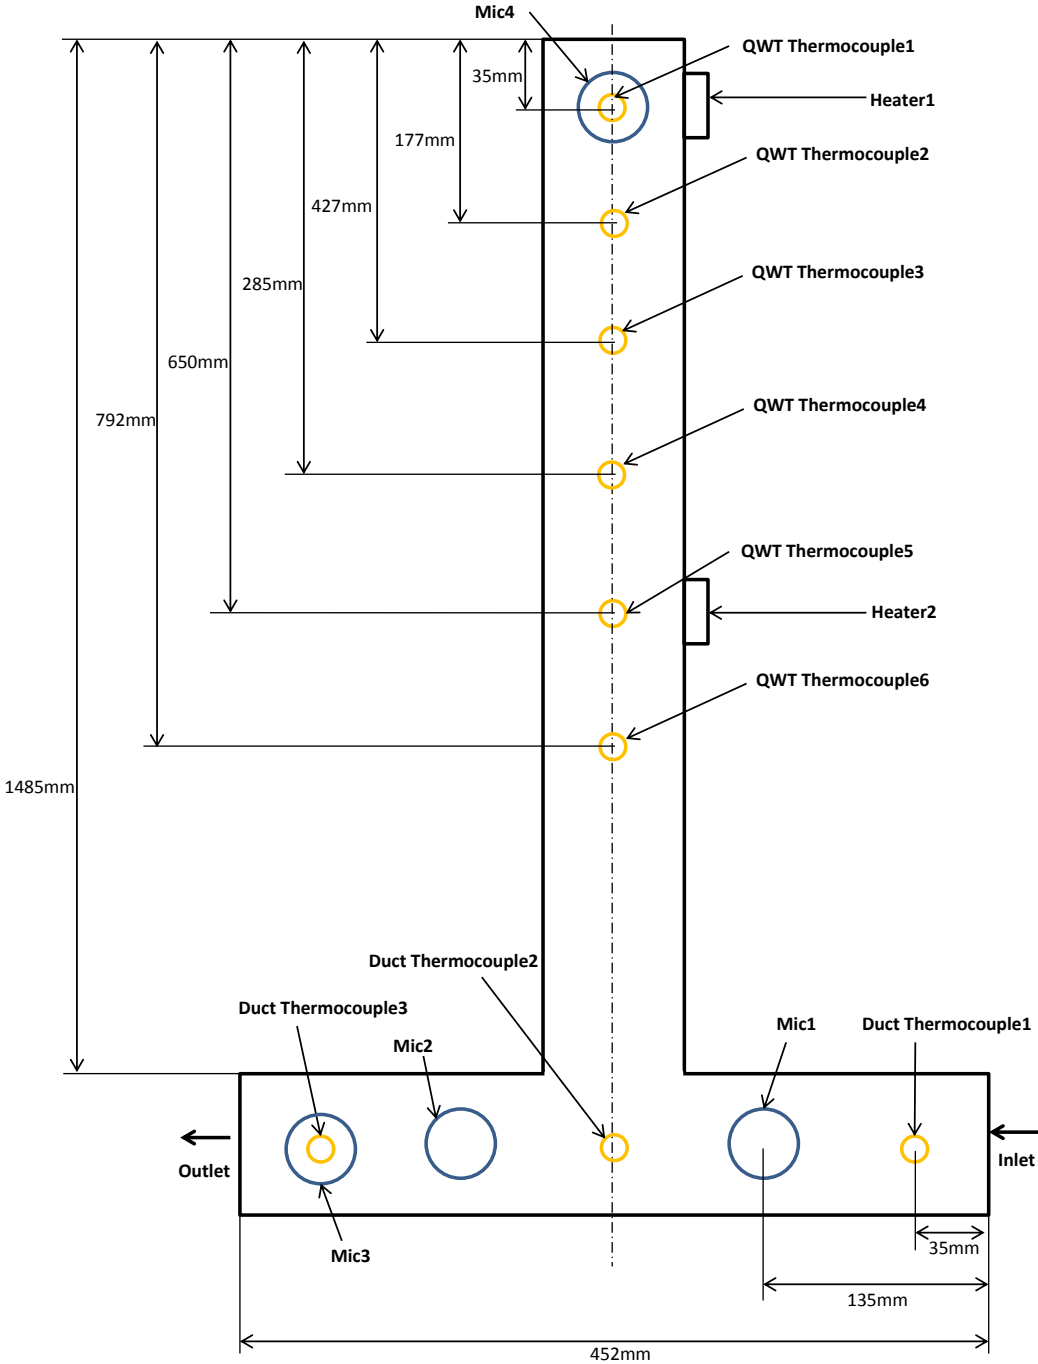 Mic4
QWT Thermocouple1
35mm
Heater1
177mm
QWT Thermocouple2
427mm
QWT Thermocouple3
285mm
650mm
QWT Thermocouple4
792mm
QWT Thermocouple5
Heater2
QWT Thermocouple6
1485mm
Duct Thermocouple2
Duct Thermocouple3
Mic1
Duct Thermocouple1
Mic2
Outlet
Inlet
Mic3
35mm
135mm
452mm